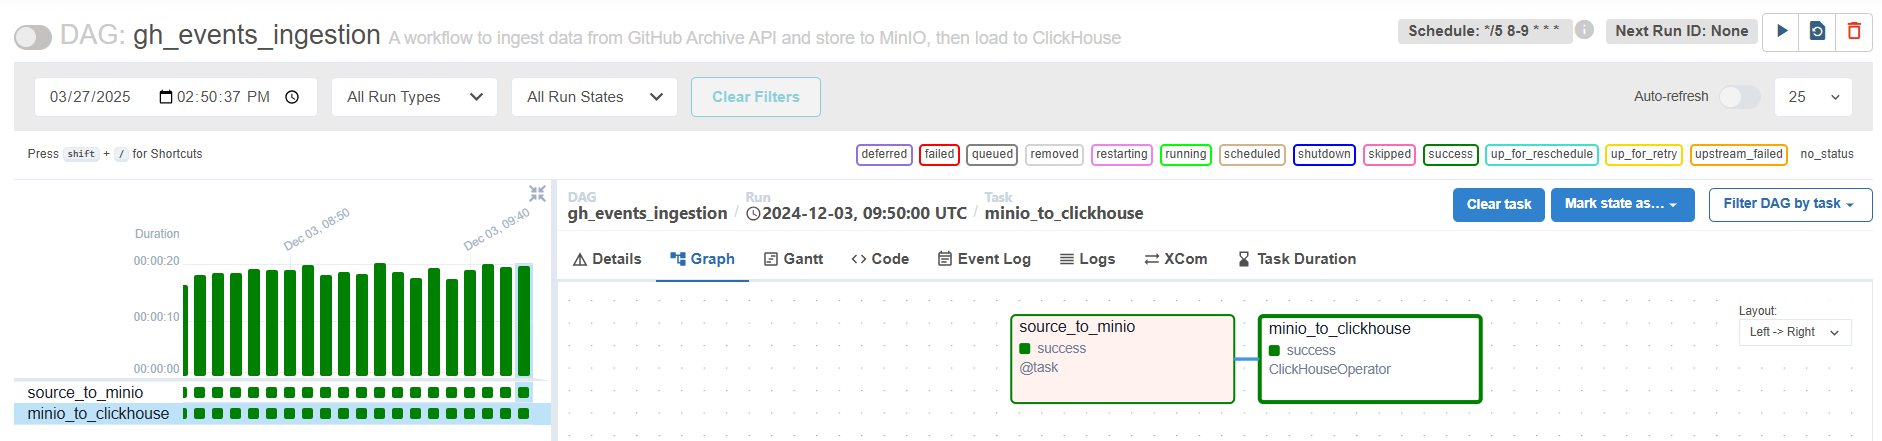 DAG: gh_events_ingestion A workflow to ingest data from GitHub Archive API and store to MinIO, then load to ClickHouse Schedule: */5 8-9 * * * Next Run ID: None
03/27/2025 02:50:37 PM All Run Types All Run States Clear Filters Auto-refresh 25
Press shift + / for Shortcuts deferred failed queued removed restarting running scheduled shutdown skipped success up_for_reschedule up_for_retry upstream_failed no_status
Duration
Dec 03, 08:50
Dec 03, 09:40
00:00:20
00:00:10
00:00:00
source_to_minio
minio_to_clickhouse
DAG Run Task
gh_events_ingestion / 2024-12-03, 09:50:00 UTC / minio_to_clickhouse
Clear task Mark state as... Filter DAG by task
Details Graph Gantt Code Event Log Logs XCom Task Duration
source_to_minio
success
@task
minio_to_clickhouse
success
ClickHouseOperator
Layout:
Left -> Right